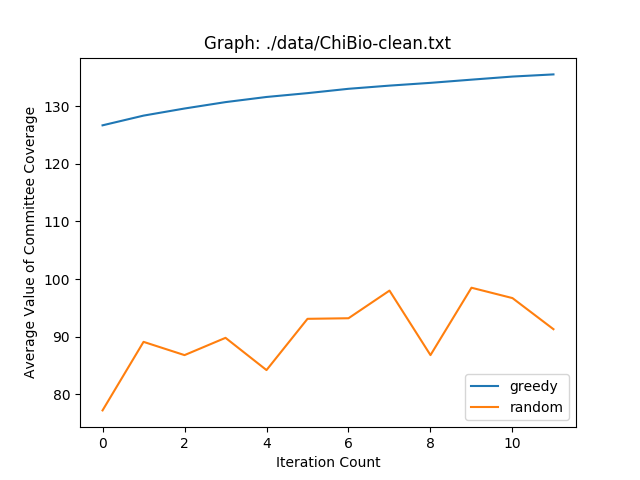 Graph: ./data/ChiBio-clean.txt
Average Value of Committee Coverage
130
120
110
100
90
80
greedy
random
0 2 4 6 8 10
Iteration Count